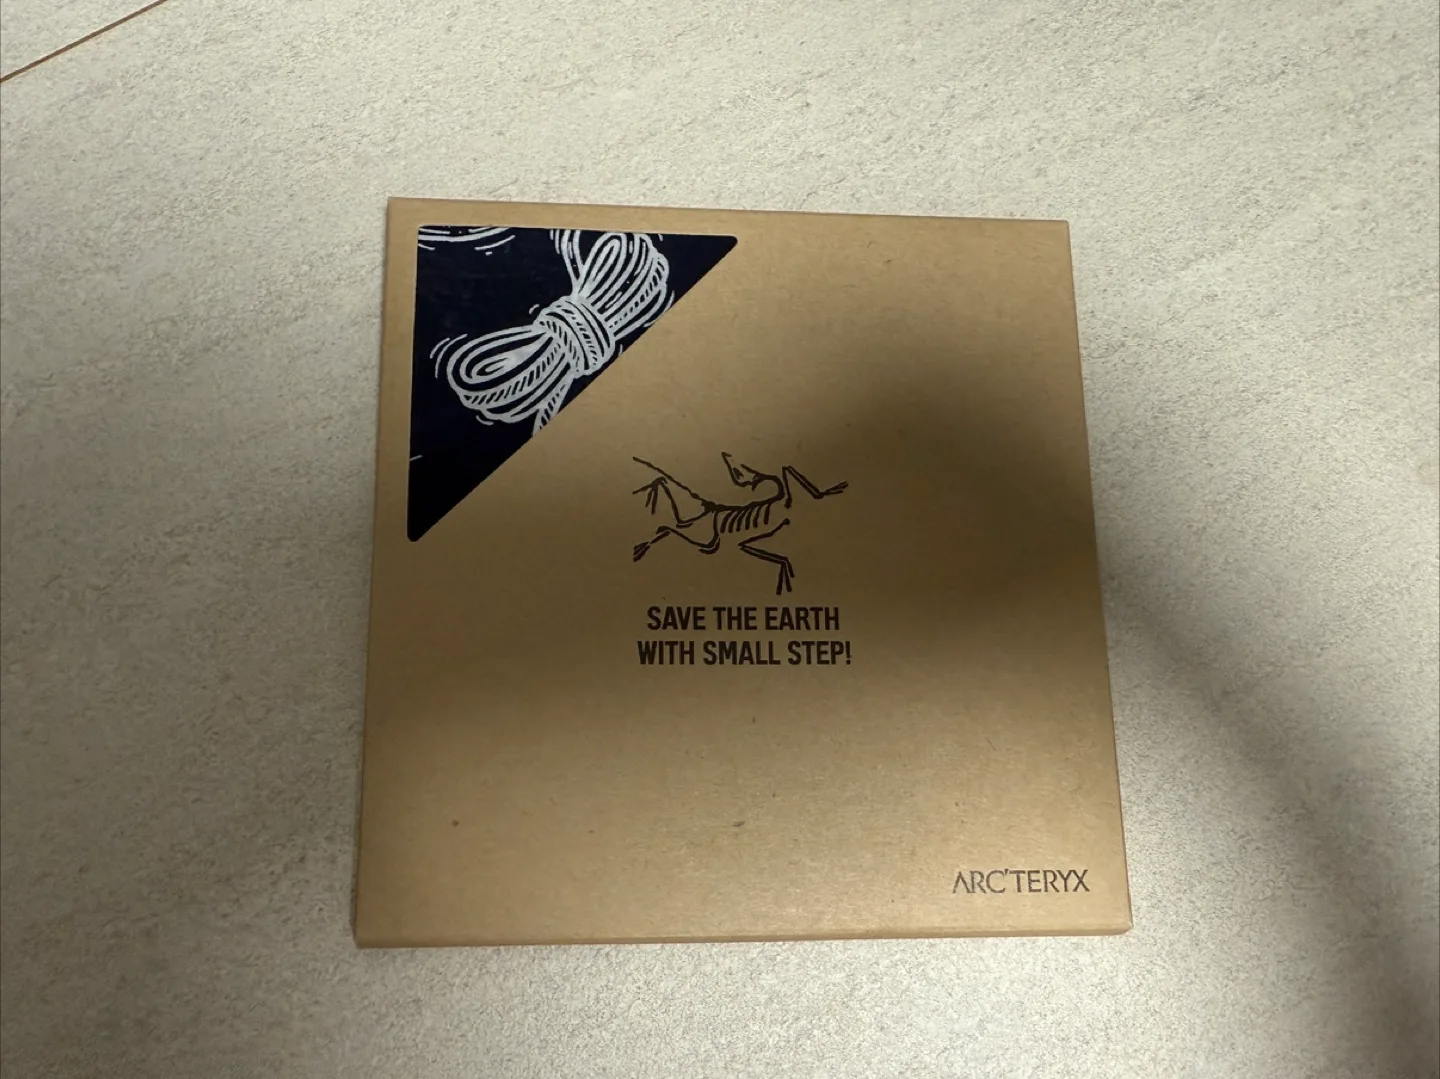 SAVE THE EARTH
WITH SMALL STEP!
ARC'TERYX